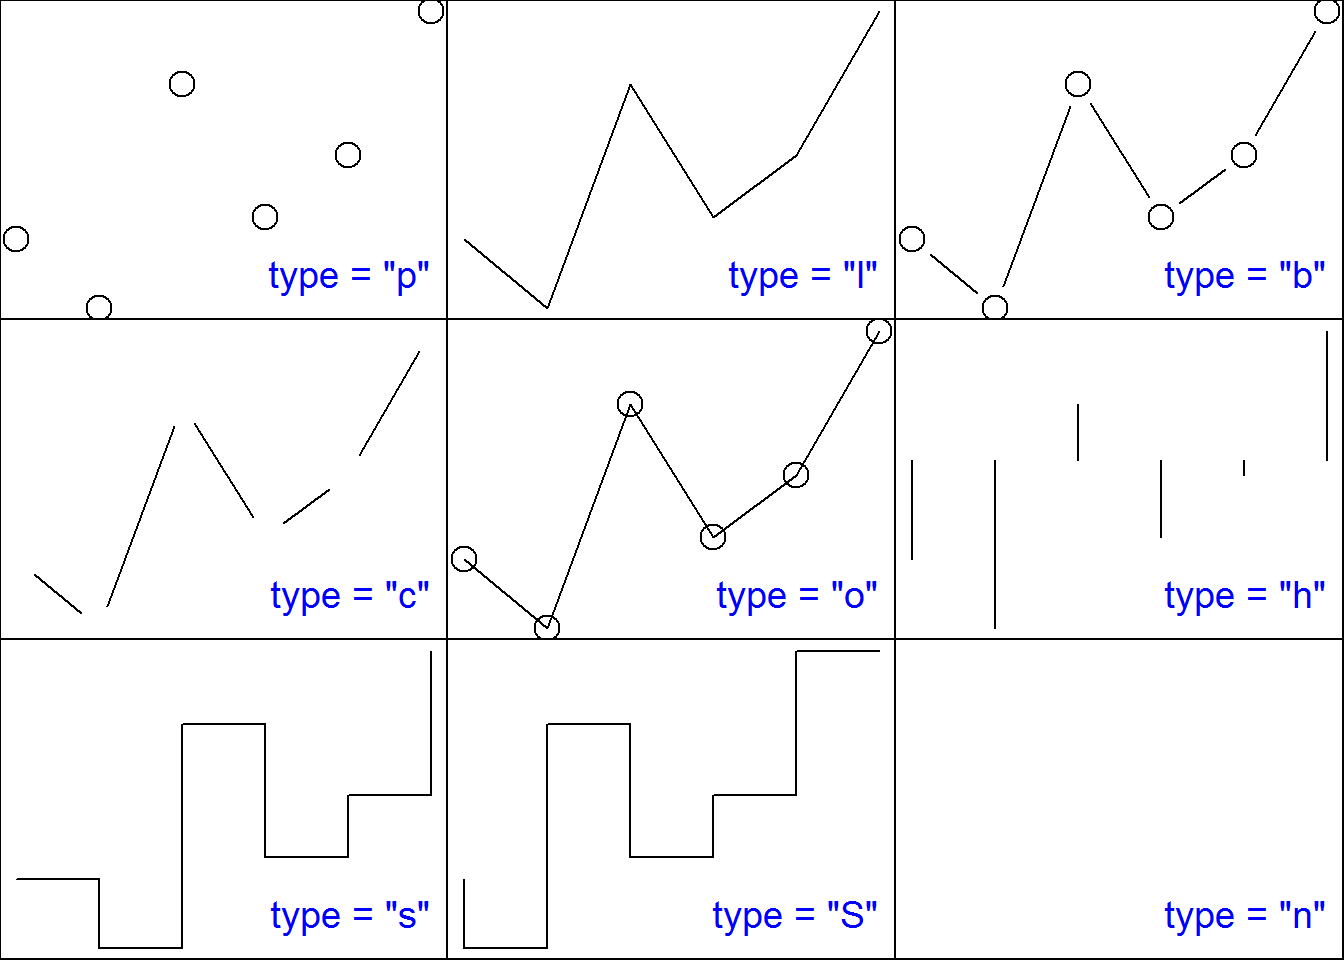 type = "p"
type = "l"
type = "b"
type = "c"
type = "o"
type = "h"
type = "s"
type = "S"
type = "n"